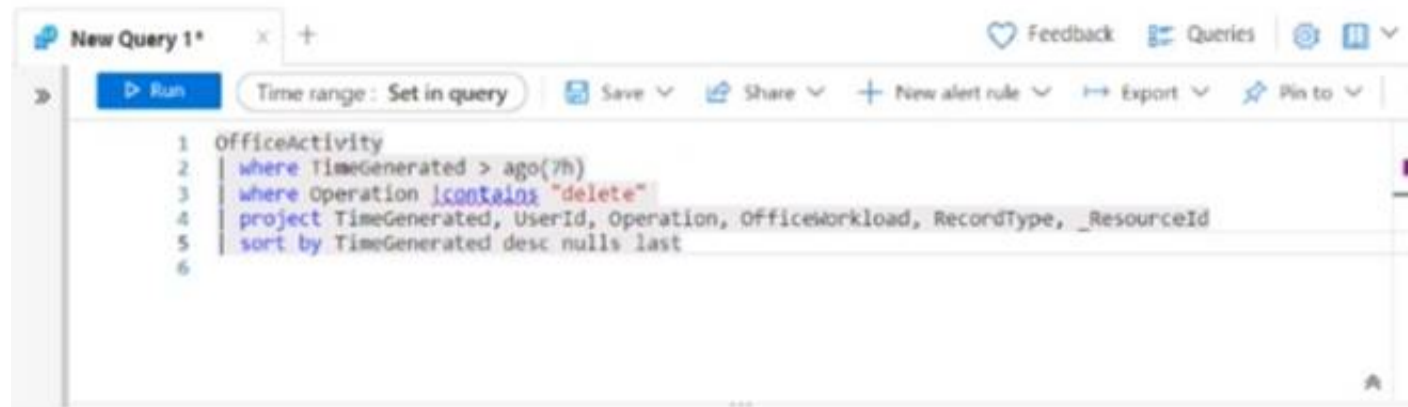 New Query 1* × +
Feedback Queries
Run Time range : Set in query Save Share New alert rule Export Pin to
1 OfficeActivity
2 | where TimeGenerated > ago(7h)
3 | where Operation !contains "delete"
4 | project TimeGenerated, UserId, Operation, OfficeWorkload, RecordType, _ResourceId
5 | sort by TimeGenerated desc nulls last
6